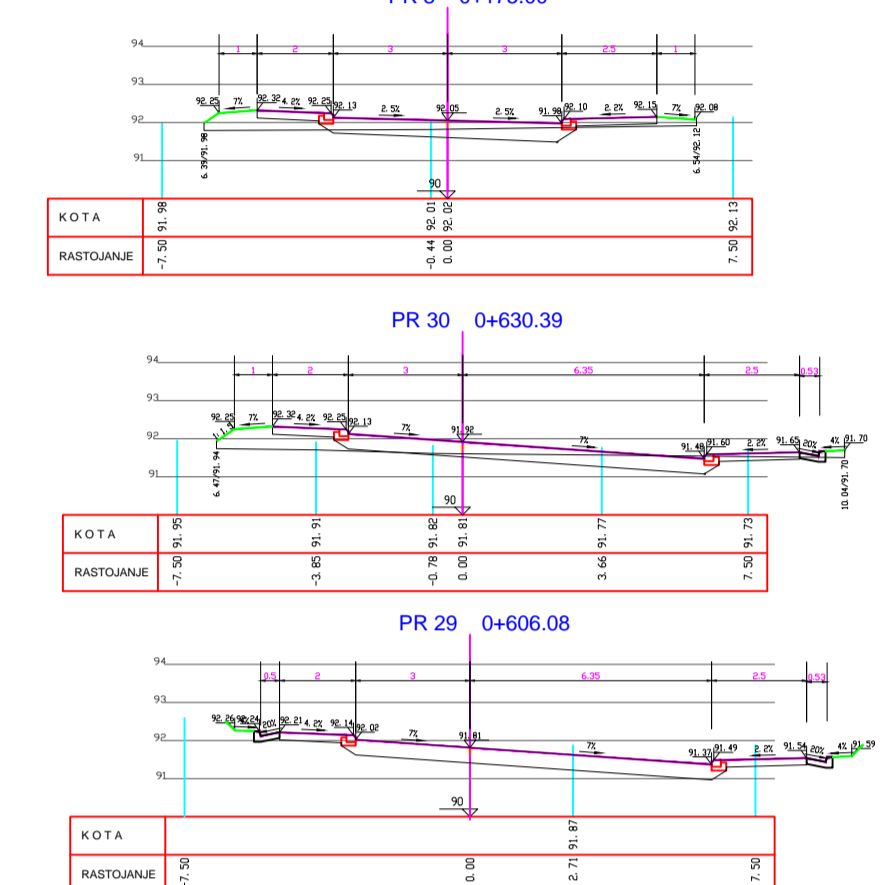 94
1 2 3 3 2.5 1
93
92.25 7% 92.32 4.2% 92.25 92.13 2.5% 92.05 2.5% 91.98 92.10 2.2% 92.15 7% 92.08
92
91
6.39/91.98
6.54/92.12
90
KOTA 91.98 92.01 92.02 92.13
RASTOJANJE -7.50 -0.44 0.00 7.50
PR 30 0+630.39
94
1 2 3 6.35 2.5 0.53
93
92.25 7% 92.32 4.2% 92.25 92.13 7% 91.92 7% 91.48 91.60 2.2% 91.65 20% 4% 91.70
92
91
6.47/91.94
10.04/91.70
90
KOTA 91.95 91.91 91.82 91.81 91.77 91.73
RASTOJANJE -7.50 -3.85 -0.78 0.00 3.66 7.50
PR 29 0+606.08
94
0.5 2 3 6.35 2.5 0.53
93
92.26 92.24 20% 92.21 4.2% 92.14 92.02 7% 91.81 7% 91.37 91.49 2.2% 91.54 20% 4% 91.59
92
91
90
KOTA 91.87
RASTOJANJE -7.50 0.00 2.71 7.50